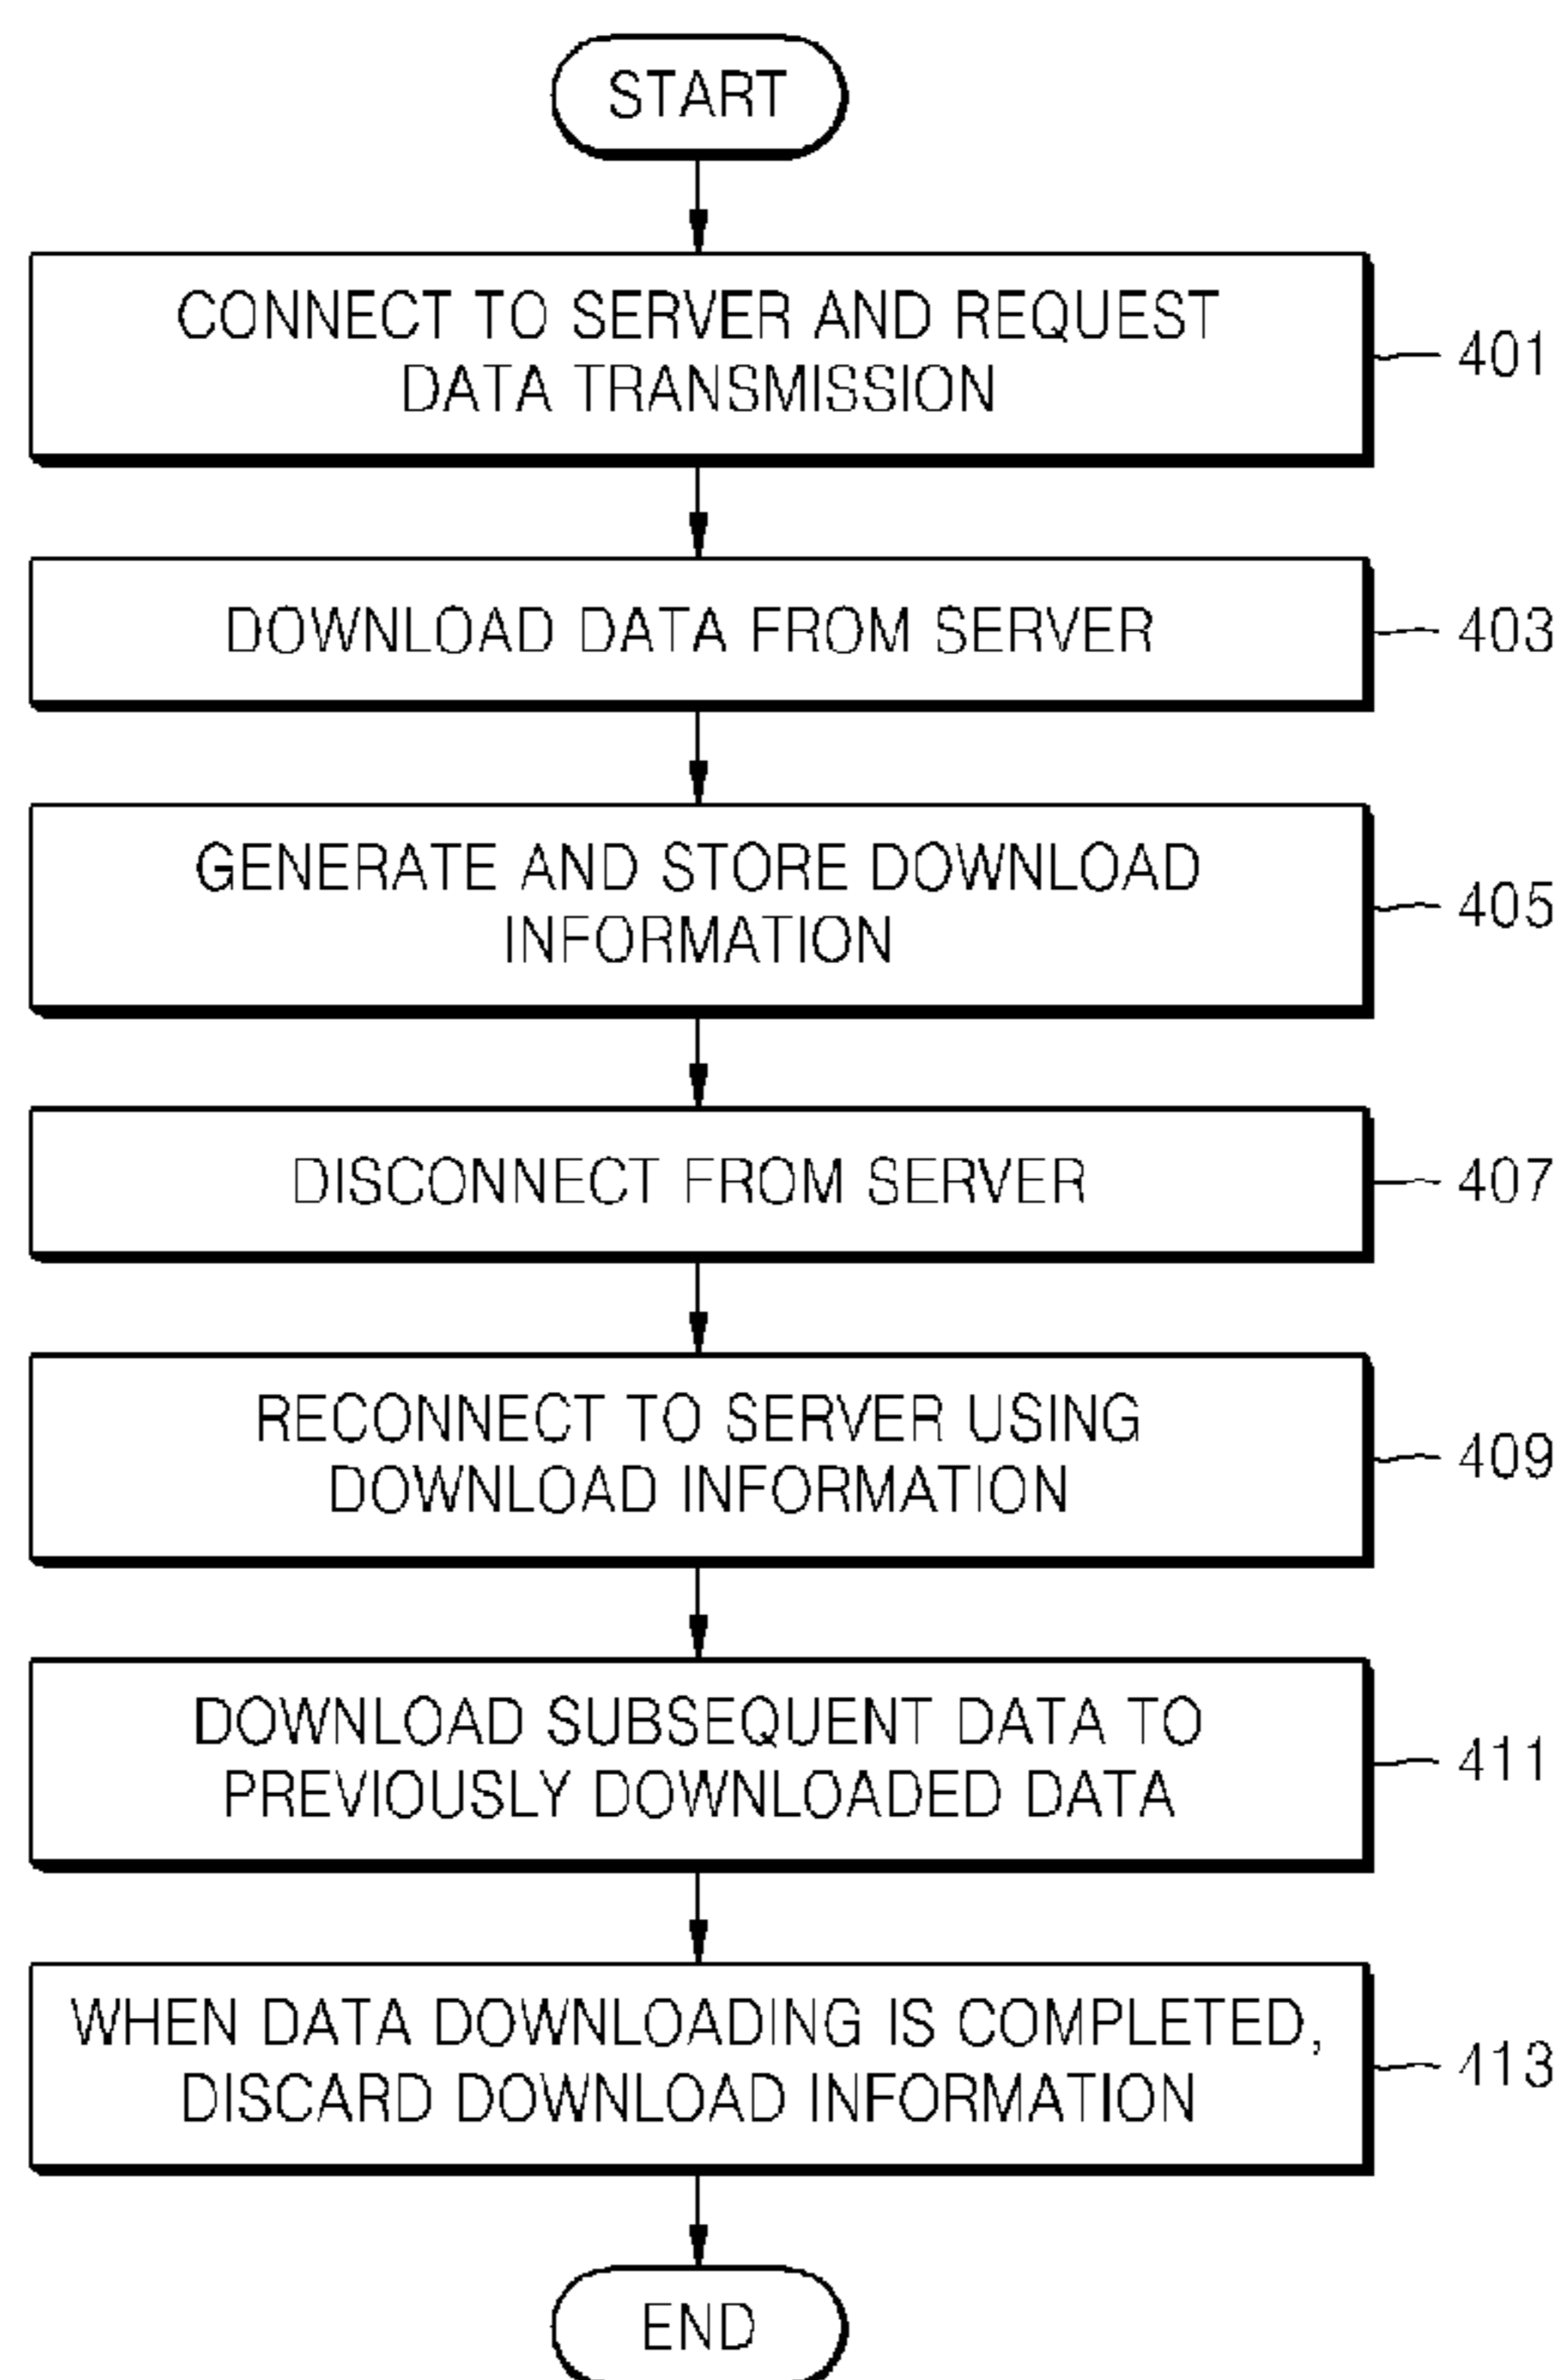 START
CONNECT TO SERVER AND REQUEST
DATA TRANSMISSION
401
DOWNLOAD DATA FROM SERVER
403
GENERATE AND STORE DOWNLOAD
INFORMATION
405
DISCONNECT FROM SERVER
407
RECONNECT TO SERVER USING
DOWNLOAD INFORMATION
409
DOWNLOAD SUBSEQUENT DATA TO
PREVIOUSLY DOWNLOADED DATA
411
WHEN DATA DOWNLOADING IS COMPLETED,
DISCARD DOWNLOAD INFORMATION
413
END